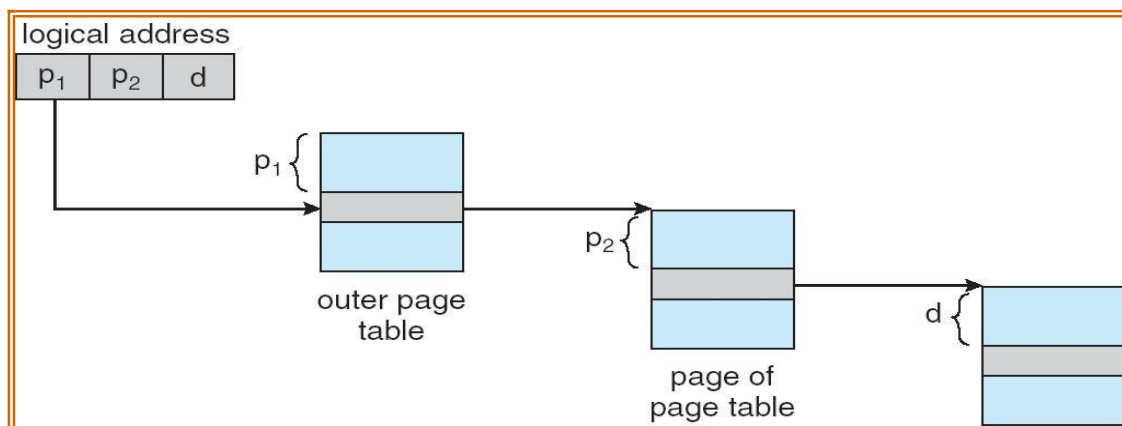 logical address
p₁ p₂ d
p₁
outer page
table
p₂
page of
page table
d